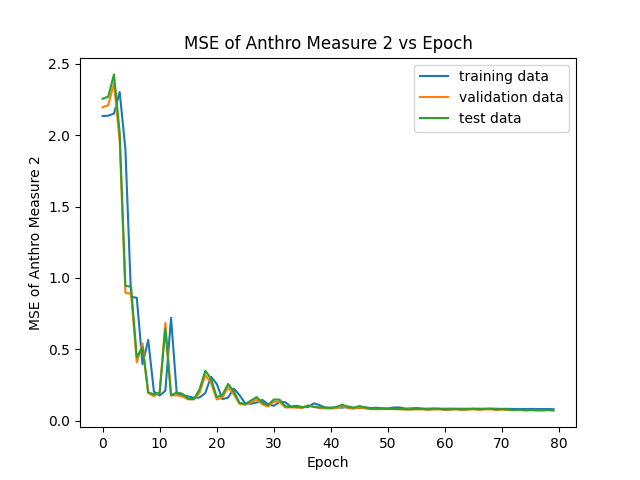 MSE of Anthro Measure 2 vs Epoch
training data
validation data
test data
MSE of Anthro Measure 2
2.5
2.0
1.5
1.0
0.5
0.0
0 10 20 30 40 50 60 70 80
Epoch